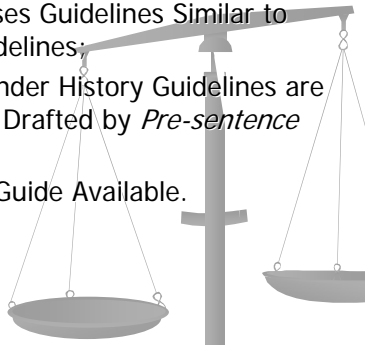 ses Guidelines Similar to
delines;
nder History Guidelines are
Drafted by Pre-sentence
Guide Available.